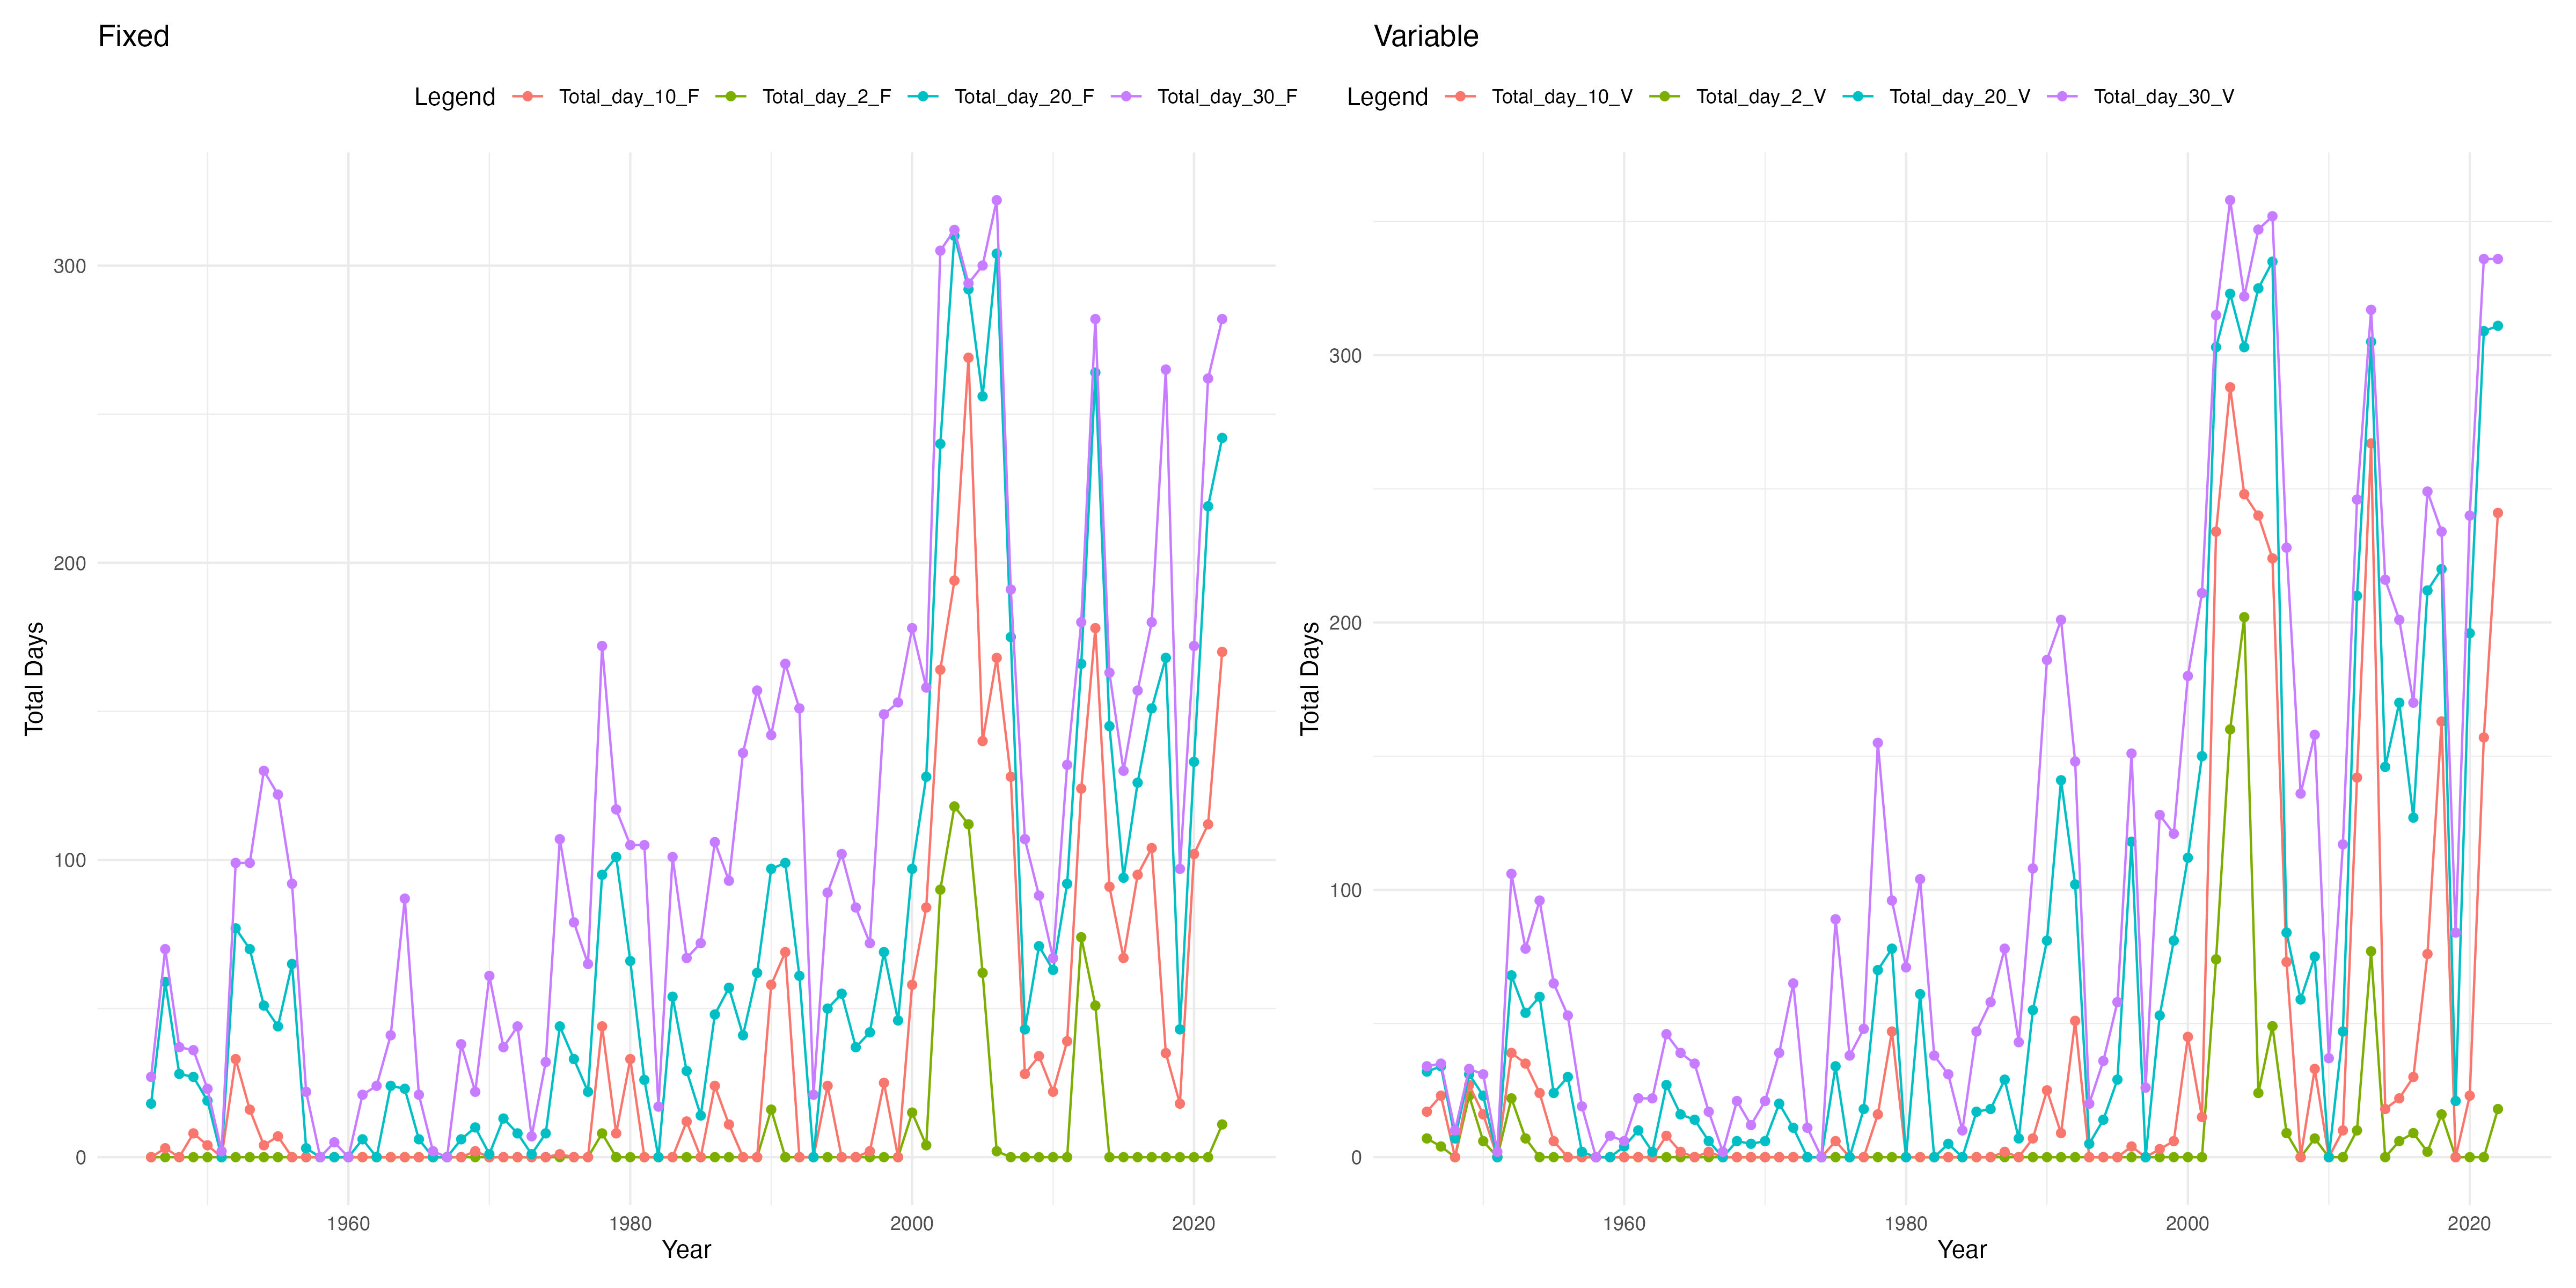 Fixed
Legend Total_day_10_F Total_day_2_F Total_day_20_F Total_day_30_F
300
200
100
0
Total Days
1960 1980 2000 2020
Year
Variable
Legend Total_day_10_V Total_day_2_V Total_day_20_V Total_day_30_V
300
200
100
0
Total Days
1960 1980 2000 2020
Year